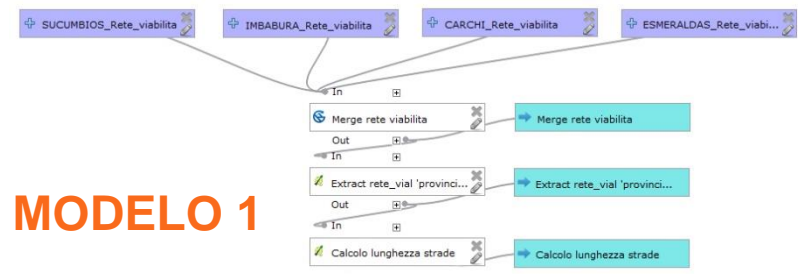 SUCUMBIOS_Rete_viabilita
IMBABURA_Rete_viabilita
CARCHI_Rete_viabilita
ESMERALDAS_Rete_viabi...
In
Merge rete viabilita
Merge rete viabilita
Out
In
Extract rete_vial 'provinci...
Extract rete_vial 'provinci...
Out
In
MODELO 1
Calcolo lunghezza strade
Calcolo lunghezza strade